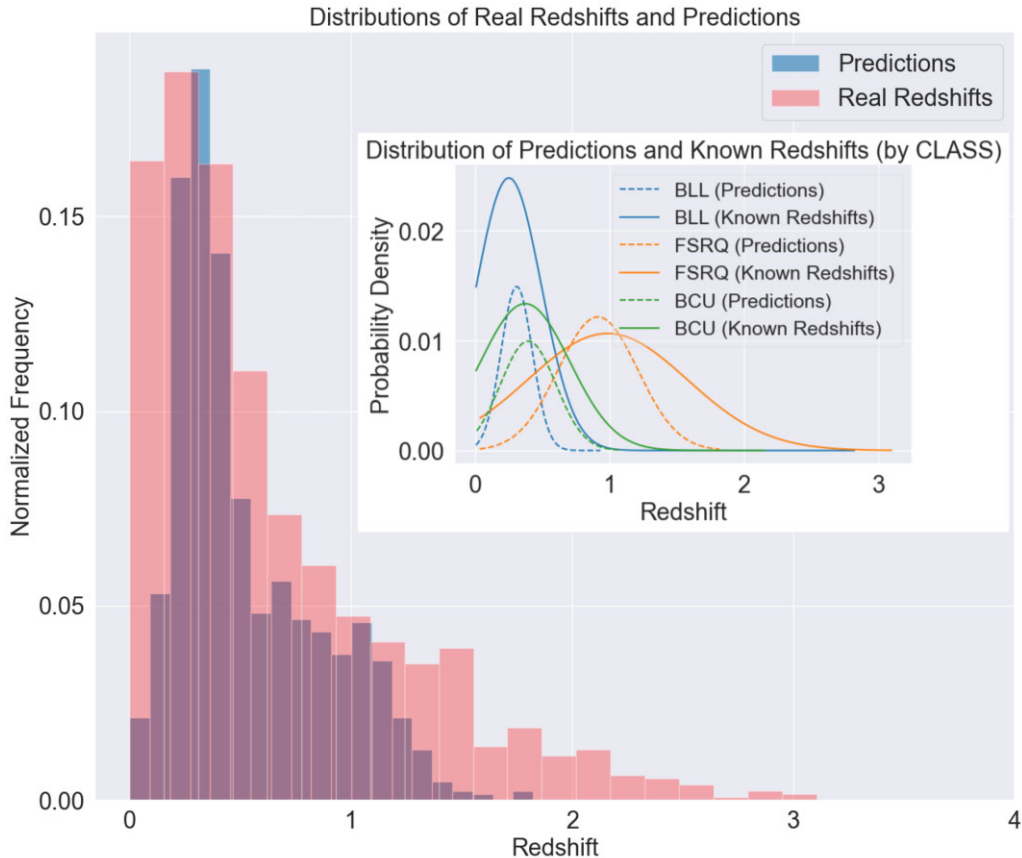 Distributions of Real Redshifts and Predictions
Predictions
Real Redshifts
Distribution of Predictions and Known Redshifts (by CLASS)
BLL (Predictions)
BLL (Known Redshifts)
FSRQ (Predictions)
FSRQ (Known Redshifts)
BCU (Predictions)
BCU (Known Redshifts)
Probability Density
0.02
0.01
0.00
0 1 2 3
Redshift
Normalized Frequency
0.15
0.10
0.05
0.00
0 1 2 3 4
Redshift